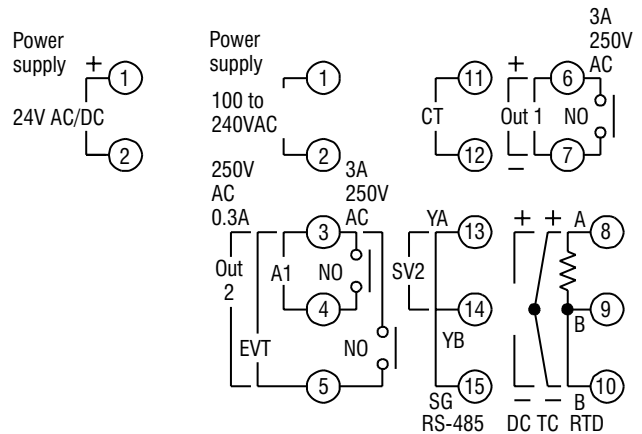 Power
supply
+
1
24V AC/DC
2
Power
supply
1
100 to
240VAC
2
11
CT
12
+
Out 1
−
3A
250V
AC
6
NO
7
250V
AC
0.3A
3A
250V
AC
3
Out
2
A1
NO
4
EVT
NO
5
YA
13
SV2
14
YB
15
SG
RS-485
+
+
A
8
9
B
10
−
−
B
DC TC RTD